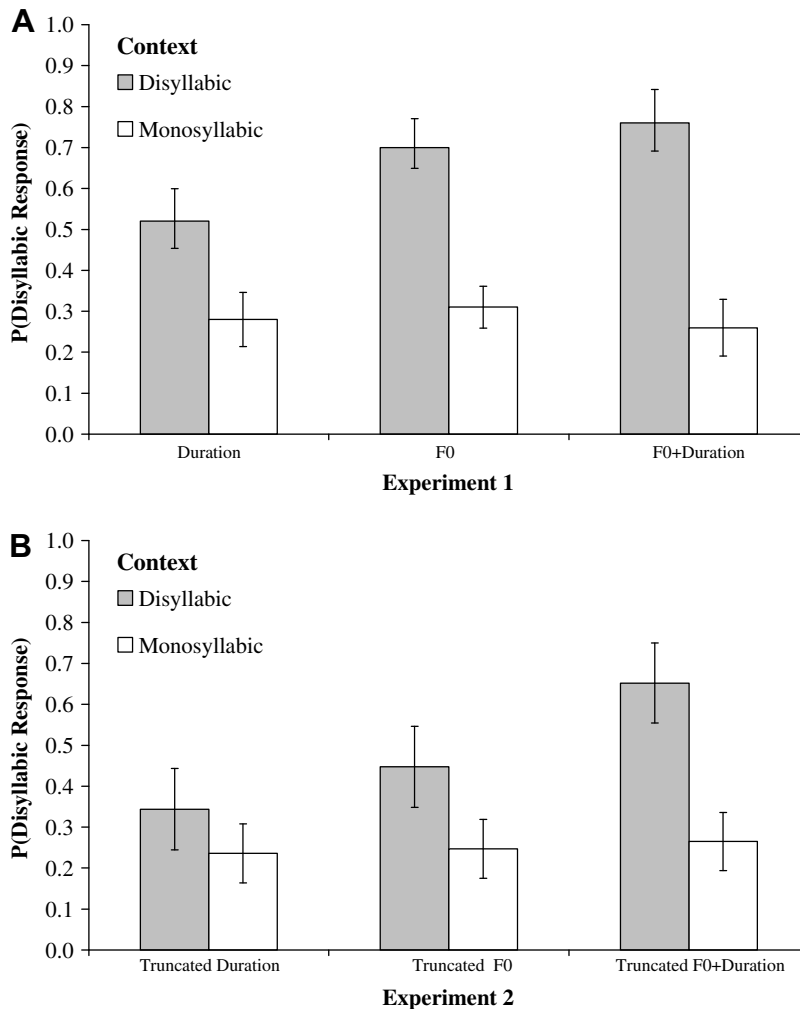 A
Context
Disyllabic
Monosyllabic
P(Disyllabic Response)
1.0
0.9
0.8
0.7
0.6
0.5
0.4
0.3
0.2
0.1
0.0
Duration F0 F0+Duration
Experiment 1
B
Context
Disyllabic
Monosyllabic
P(Disyllabic Response)
1.0
0.9
0.8
0.7
0.6
0.5
0.4
0.3
0.2
0.1
0.0
Truncated Duration Truncated F0 Truncated F0+Duration
Experiment 2